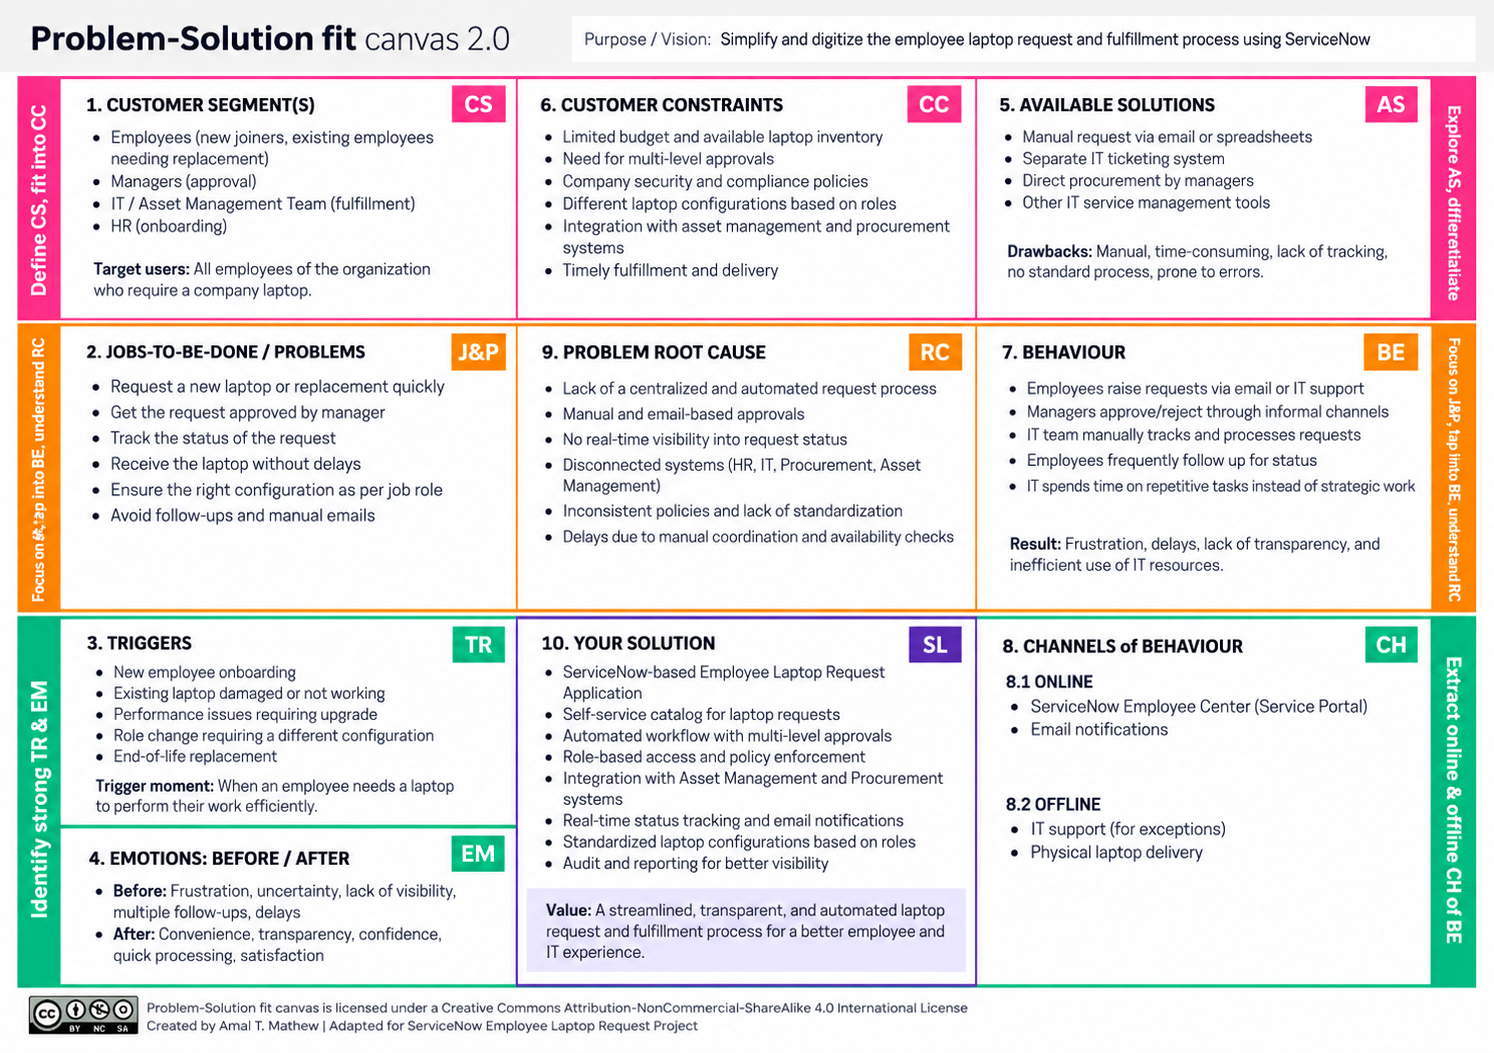 Problem-Solution fit canvas 2.0
Purpose / Vision: Simplify and digitize the employee laptop request and fulfillment process using ServiceNow
Define CS, fit into CC
1. CUSTOMER SEGMENT(S)
CS
• Employees (new joiners, existing employees
needing replacement)
• Managers (approval)
• IT / Asset Management Team (fulfillment)
• HR (onboarding)
Target users: All employees of the organization
who require a company laptop.
6. CUSTOMER CONSTRAINTS
CC
• Limited budget and available laptop inventory
• Need for multi-level approvals
• Company security and compliance policies
• Different laptop configurations based on roles
• Integration with asset management and procurement
systems
• Timely fulfillment and delivery
5. AVAILABLE SOLUTIONS
AS
• Manual request via email or spreadsheets
• Separate IT ticketing system
• Direct procurement by managers
• Other IT service management tools
Drawbacks: Manual, time-consuming, lack of tracking,
no standard process, prone to errors.
Explore AS, dffierentialiate
Focus on into BE, understand RC
2. JOBS-TO-BE-DONE / PROBLEMS
J&P
• Request a new laptop or replacement quickly
• Get the request approved by manager
• Track the status of the request
• Receive the laptop without delays
• Ensure the right configuration as per job role
• Avoid follow-ups and manual emails
9. PROBLEM ROOT CAUSE
RC
• Lack of a centralized and automated request process
• Manual and email-based approvals
• No real-time visibility into request status
• Disconnected systems (HR, IT, Procurement, Asset
Management)
• Inconsistent policies and lack of standardization
• Delays due to manual coordination and availability checks
7. BEHAVIOUR
BE
• Employees raise requests via email or IT support
• Managers approve/reject through informal channels
• IT team manually tracks and processes requests
• Employees frequently follow up for status
• IT spends time on repetitive tasks instead of strategic work
Result: Frustration, delays, lack of transparency, and
inefficient use of IT resources.
Focus on J&P, tap into BE, understand RC
Identify strong TR & EM
3. TRIGGERS
TR
• New employee onboarding
• Existing laptop damaged or not working
• Performance issues requiring upgrade
• Role change requiring a different configuration
• End-of-life replacement
Trigger moment: When an employee needs a laptop
to perform their work efficiently.
4. EMOTIONS: BEFORE / AFTER
EM
• Before: Frustration, uncertainty, lack of visibility,
multiple follow-ups, delays
• After: Convenience, transparency, confidence,
quick processing, satisfaction
10. YOUR SOLUTION
SL
• ServiceNow-based Employee Laptop Request
Application
• Self-service catalog for laptop requests
• Automated workflow with multi-level approvals
• Role-based access and policy enforcement
• Integration with Asset Management and Procurement
systems
• Real-time status tracking and email notifications
• Standardized laptop configurations based on roles
• Audit and reporting for better visibility
Value: A streamlined, transparent, and automated laptop
request and fulfillment process for a better employee and
IT experience.
8. CHANNELS of BEHAVIOUR
CH
8.1 ONLINE
• ServiceNow Employee Center (Service Portal)
• Email notifications
8.2 OFFLINE
• IT support (for exceptions)
• Physical laptop delivery
Extract online & offline CH of BE
cc BY NC SA
Problem-Solution fit canvas is licensed under a Creative Commons Attribution-NonCommercial-ShareAlike 4.0 International License
Created by Amal T. Mathew | Adapted for ServiceNow Employee Laptop Request Project